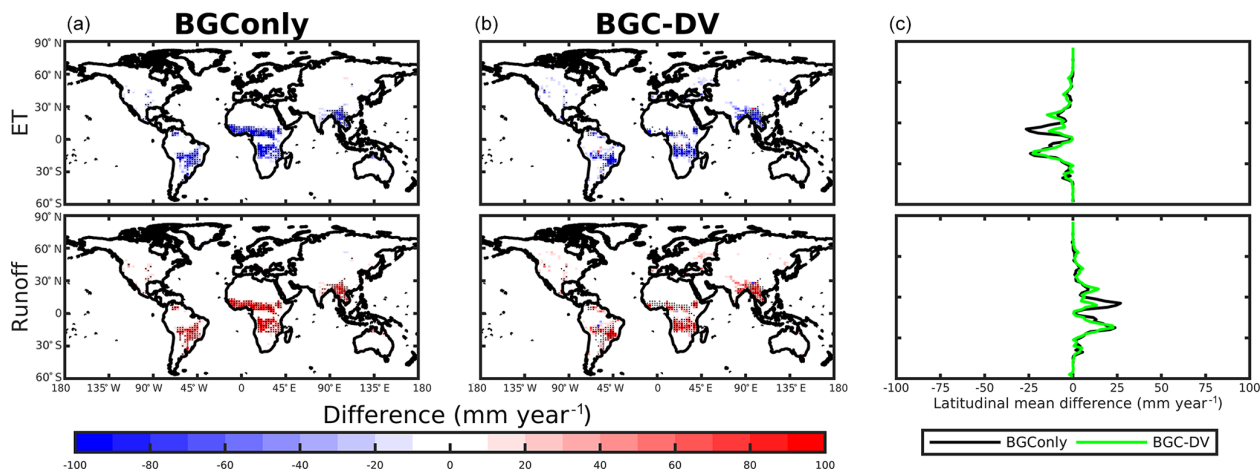 (a) BGConly (b) BGC-DV (c)
90° N
60° N
30° N
0
30° S
60° S
ET
90° N
60° N
30° N
0
30° S
60° S
Runoff
180 135° W 90° W 45° W 0 45° E 90° E 135° E 180
180 135° W 90° W 45° W 0 45° E 90° E 135° E 180
-100 -75 -50 -25 0 25 50 75 100
Latitudinal mean difference (mm year⁻¹)
Difference (mm year⁻¹)
-100 -80 -60 -40 -20 0 20 40 60 80 100
BGConly BGC-DV